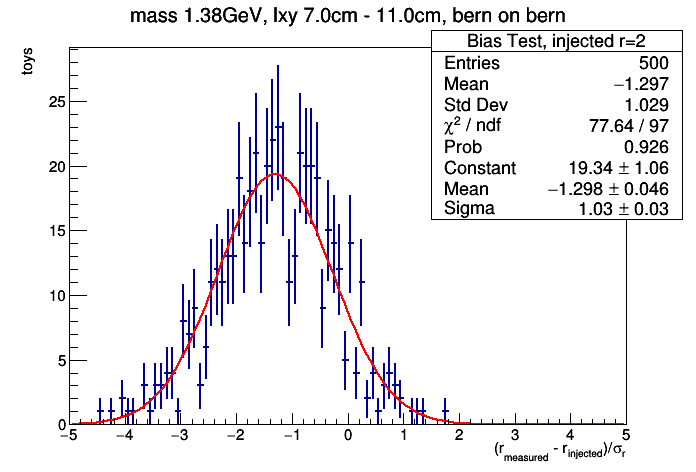 mass 1.38GeV, lxy 7.0cm - 11.0cm, bern on bern
Bias Test, injected r=2
Entries 500
Mean −1.297
Std Dev 1.029
χ² / ndf 77.64 / 97
Prob 0.926
Constant 19.34 ± 1.06
Mean −1.298 ± 0.046
Sigma 1.03 ± 0.03
toys
25
20
15
10
5
0
−5 −4 −3 −2 −1 0 1 2 3 4 5
(r_measured - r_injected)/σ_r